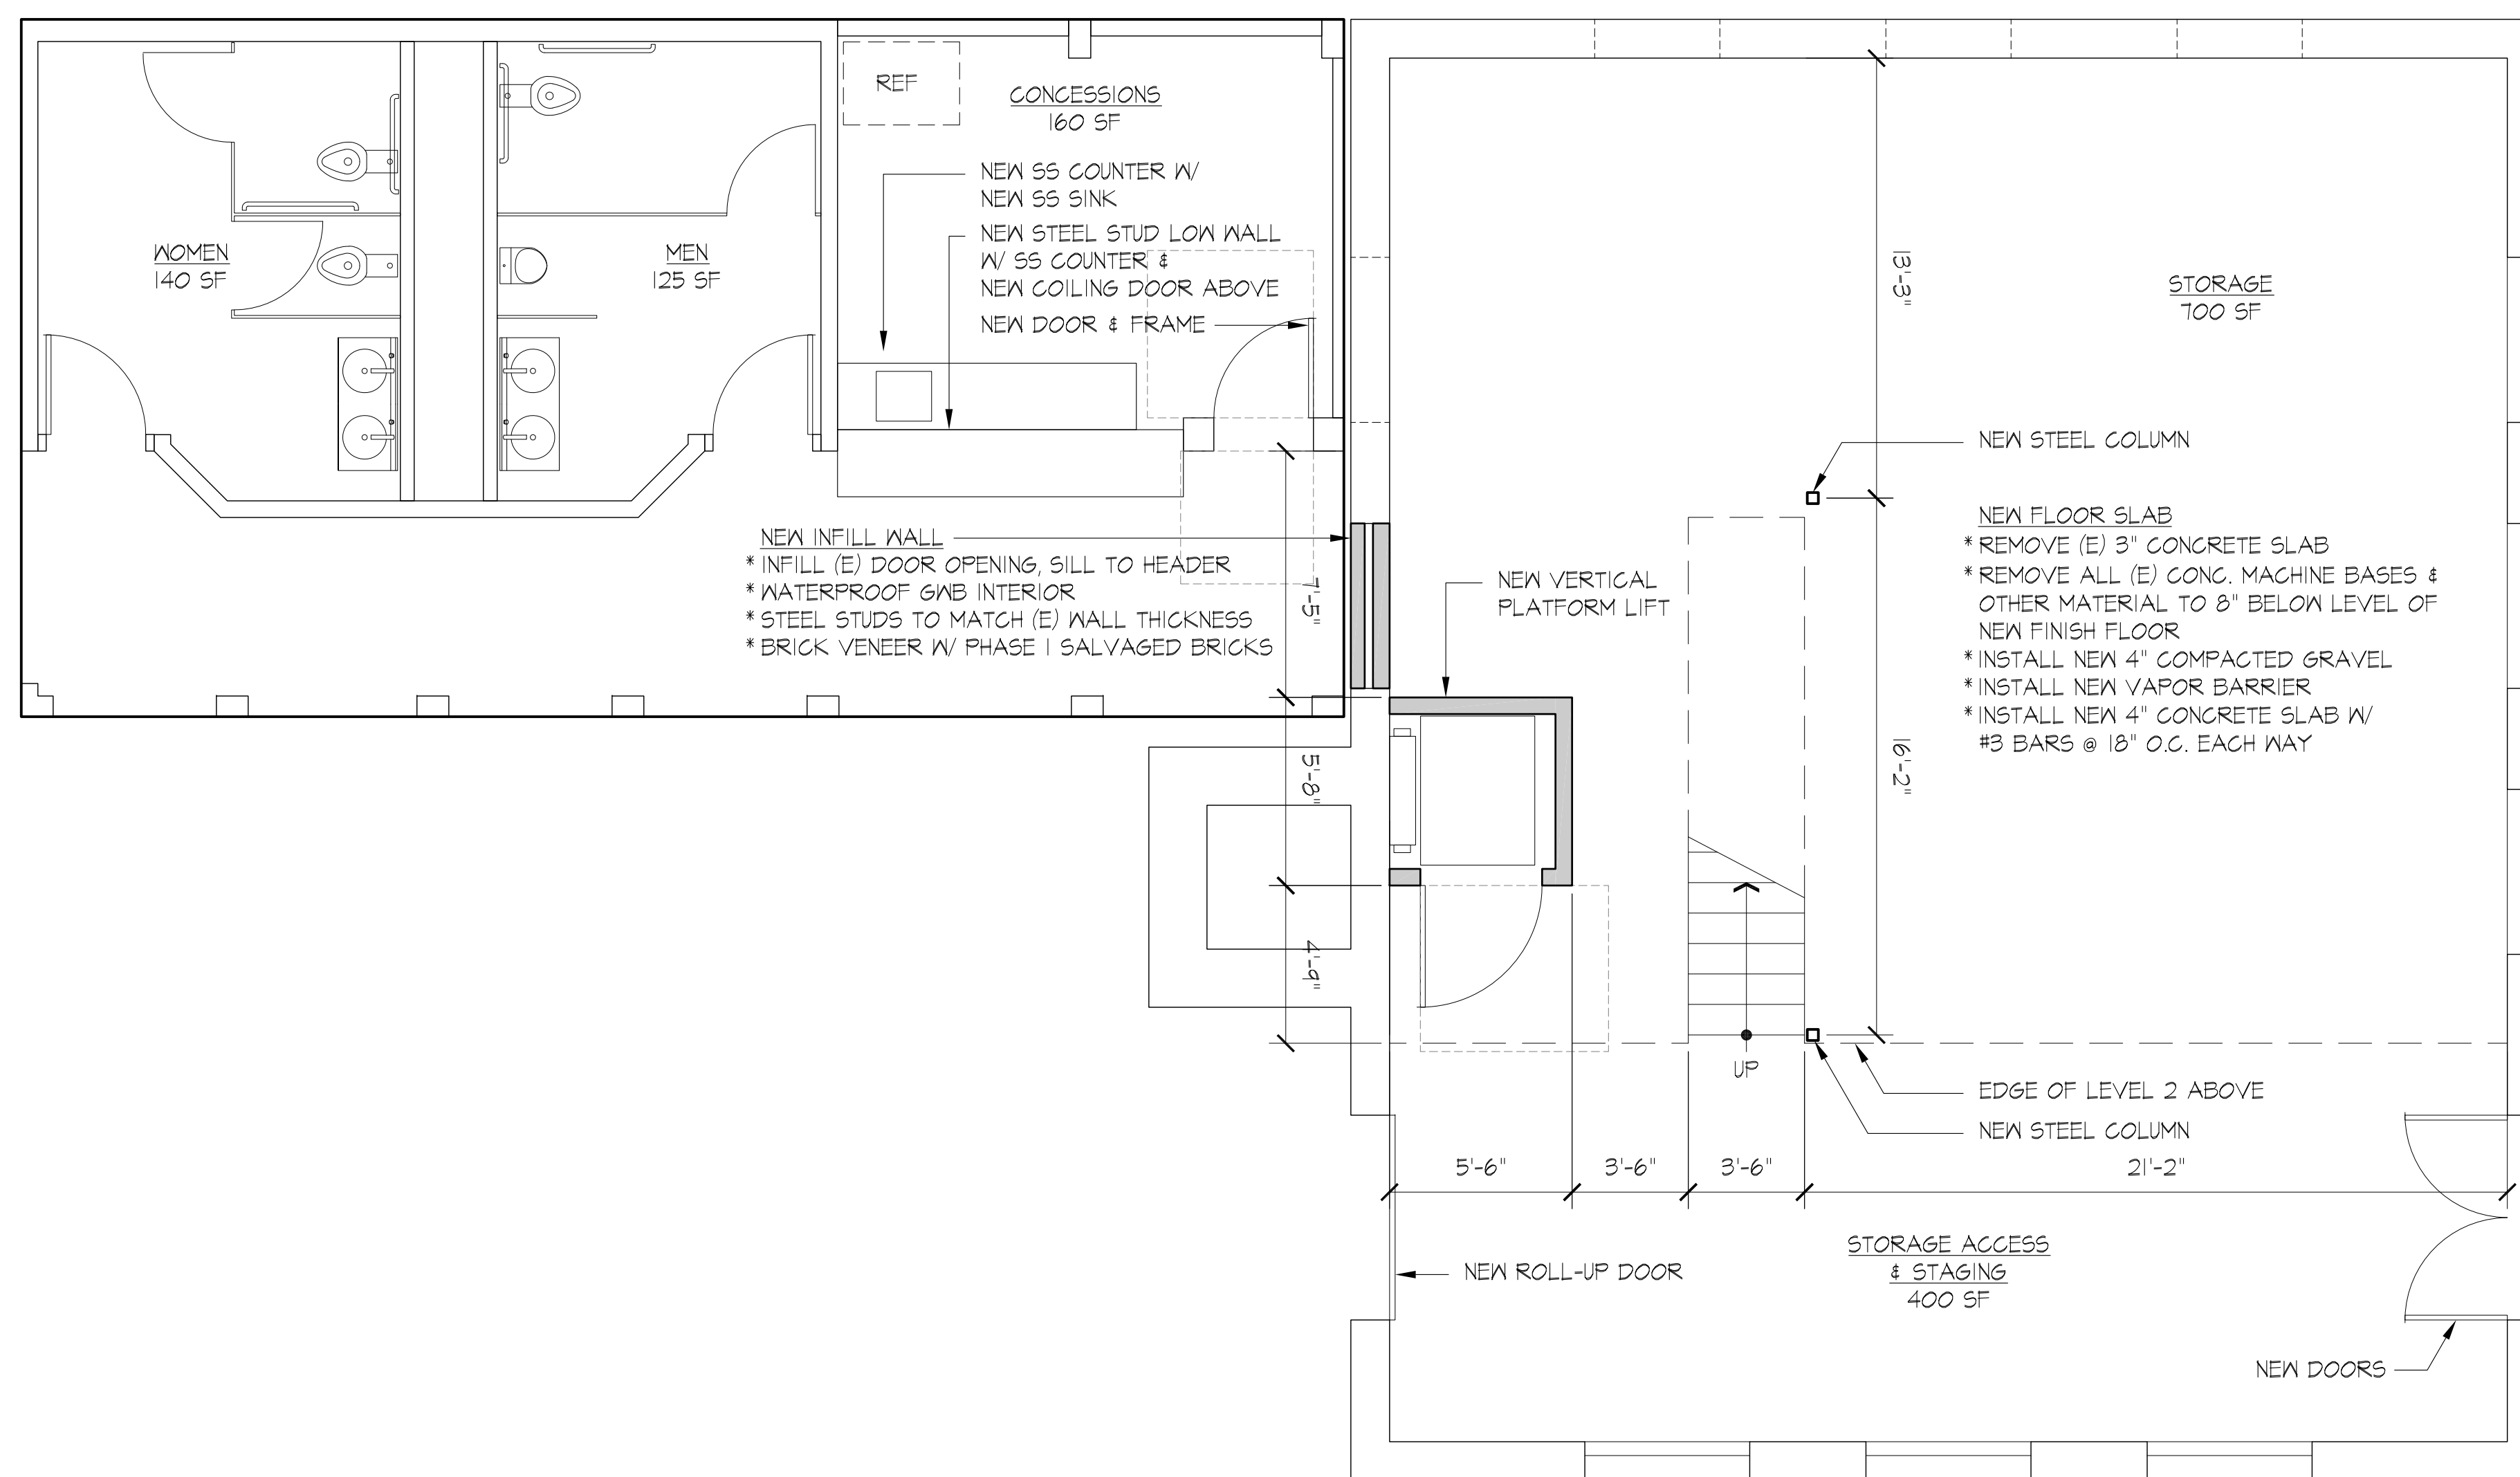 REF
CONCESSIONS
160 SF
NEW SS COUNTER W/
NEW SS SINK
NEW STEEL STUD LOW WALL
W/ SS COUNTER &
NEW COILING DOOR ABOVE
NEW DOOR & FRAME
WOMEN
140 SF
MEN
125 SF
NEW INFILL WALL
* INFILL (E) DOOR OPENING, SILL TO HEADER
* WATERPROOF GWB INTERIOR
* STEEL STUDS TO MATCH (E) WALL THICKNESS
* BRICK VENEER W/ PHASE 1 SALVAGED BRICKS
7'-5"
5'-8"
4'-9"
13'-3"
16'-2"
STORAGE
700 SF
NEW STEEL COLUMN
NEW FLOOR SLAB
* REMOVE (E) 3" CONCRETE SLAB
* REMOVE ALL (E) CONC. MACHINE BASES &
OTHER MATERIAL TO 8" BELOW LEVEL OF
NEW FINISH FLOOR
* INSTALL NEW 4" COMPACTED GRAVEL
* INSTALL NEW VAPOR BARRIER
* INSTALL NEW 4" CONCRETE SLAB W/
#3 BARS @ 18" O.C. EACH WAY
NEW VERTICAL
PLATFORM LIFT
UP
EDGE OF LEVEL 2 ABOVE
NEW STEEL COLUMN
5'-6"
3'-6"
3'-6"
21'-2"
STORAGE ACCESS
& STAGING
400 SF
NEW ROLL-UP DOOR
NEW DOORS